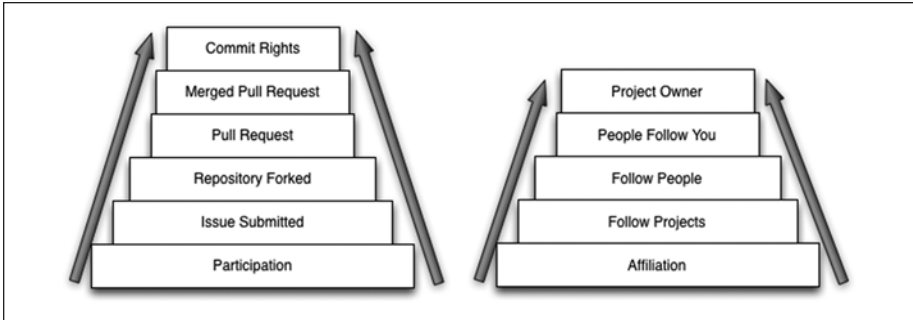 Commit Rights
Merged Pull Request
Pull Request
Repository Forked
Issue Submitted
Participation
Project Owner
People Follow You
Follow People
Follow Projects
Affiliation